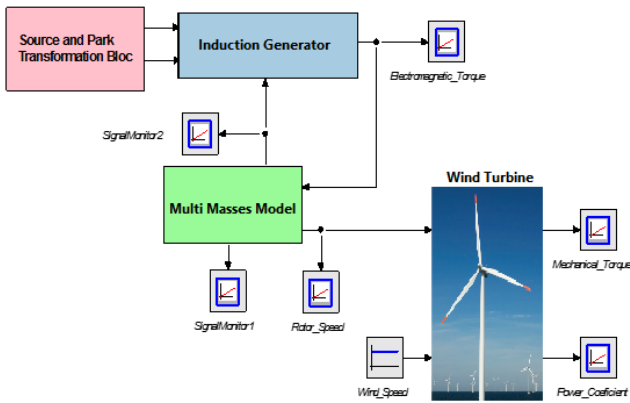 Source and Park
Transformation Bloc
Induction Generator
Electromagnetic_Torque
SignalMonitor2
Wind Turbine
Multi Masses Model
Mechanical_Torque
SignalMonitor1
Rotor_Speed
Wind_Speed
Power_Coeficient